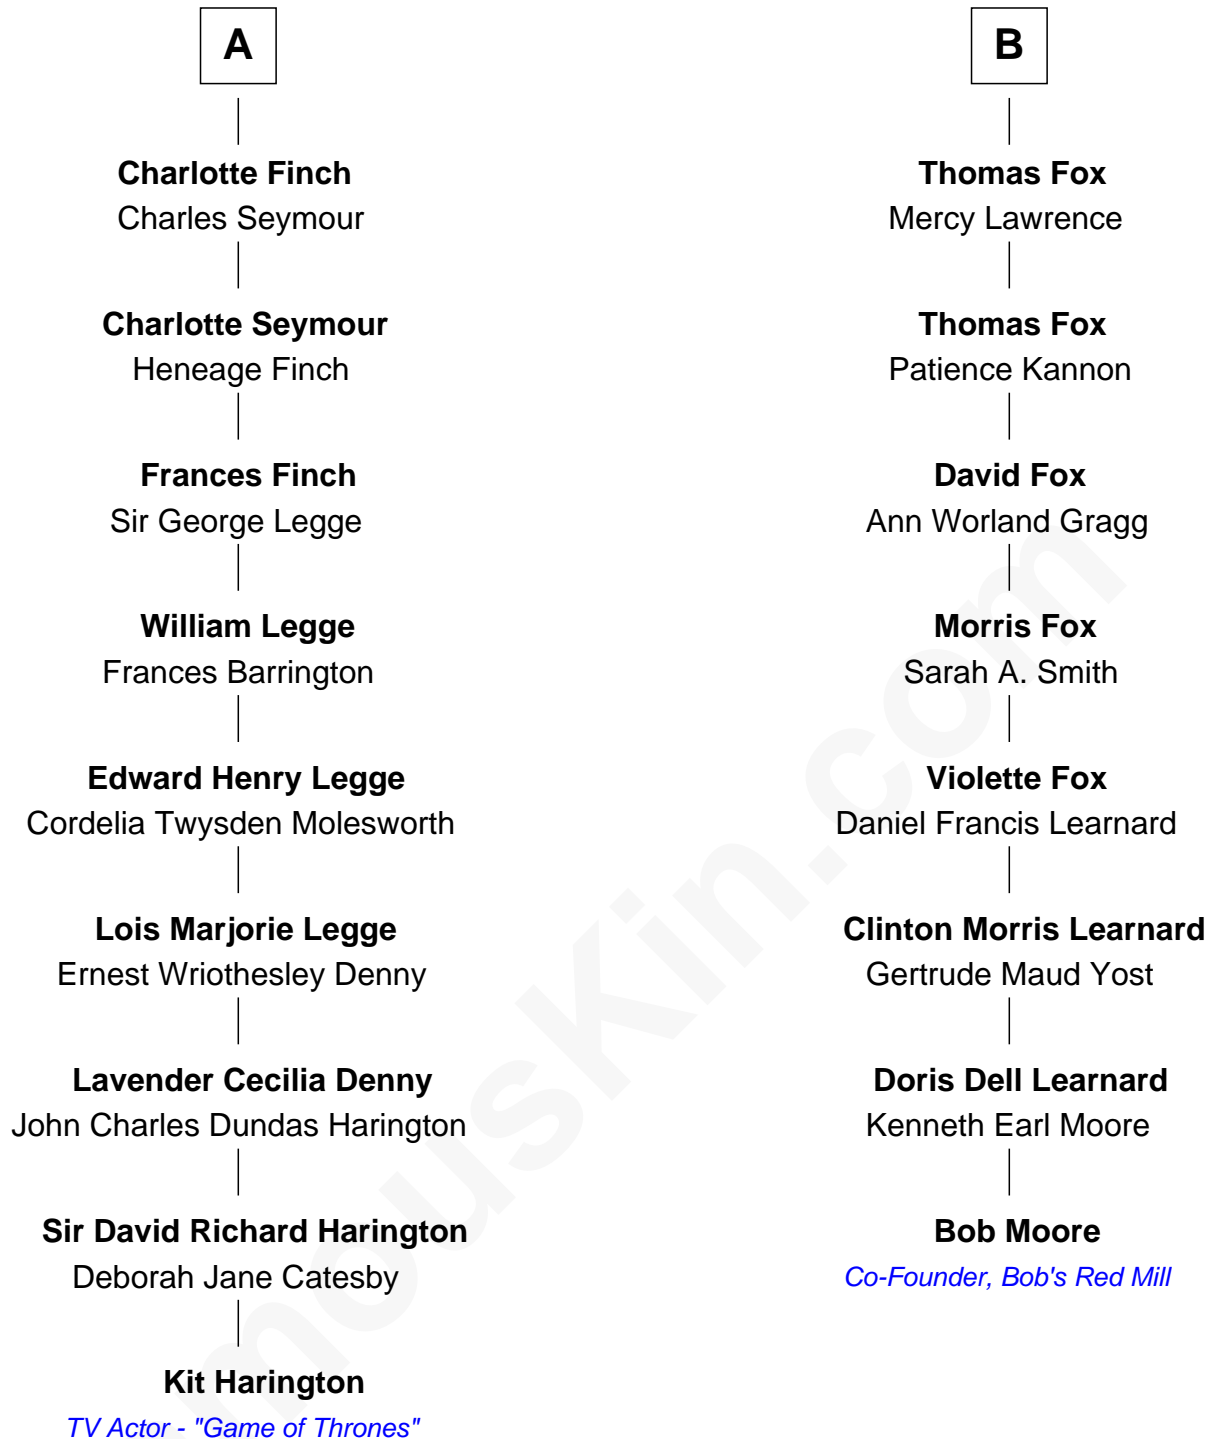 A
Charlotte Finch
Charles Seymour
Charlotte Seymour
Heneage Finch
Frances Finch
Sir George Legge
William Legge
Frances Barrington
Edward Henry Legge
Cordelia Twysden Molesworth
Lois Marjorie Legge
Ernest Wriothesley Denny
Lavender Cecilia Denny
John Charles Dundas Harington
Sir David Richard Harington
Deborah Jane Catesby
Kit Harington
TV Actor - "Game of Thrones"
B
Thomas Fox
Mercy Lawrence
Thomas Fox
Patience Kannon
David Fox
Ann Worland Gragg
Morris Fox
Sarah A. Smith
Violette Fox
Daniel Francis Learnard
Clinton Morris Learnard
Gertrude Maud Yost
Doris Dell Learnard
Kenneth Earl Moore
Bob Moore
Co-Founder, Bob's Red Mill
mousKin.com